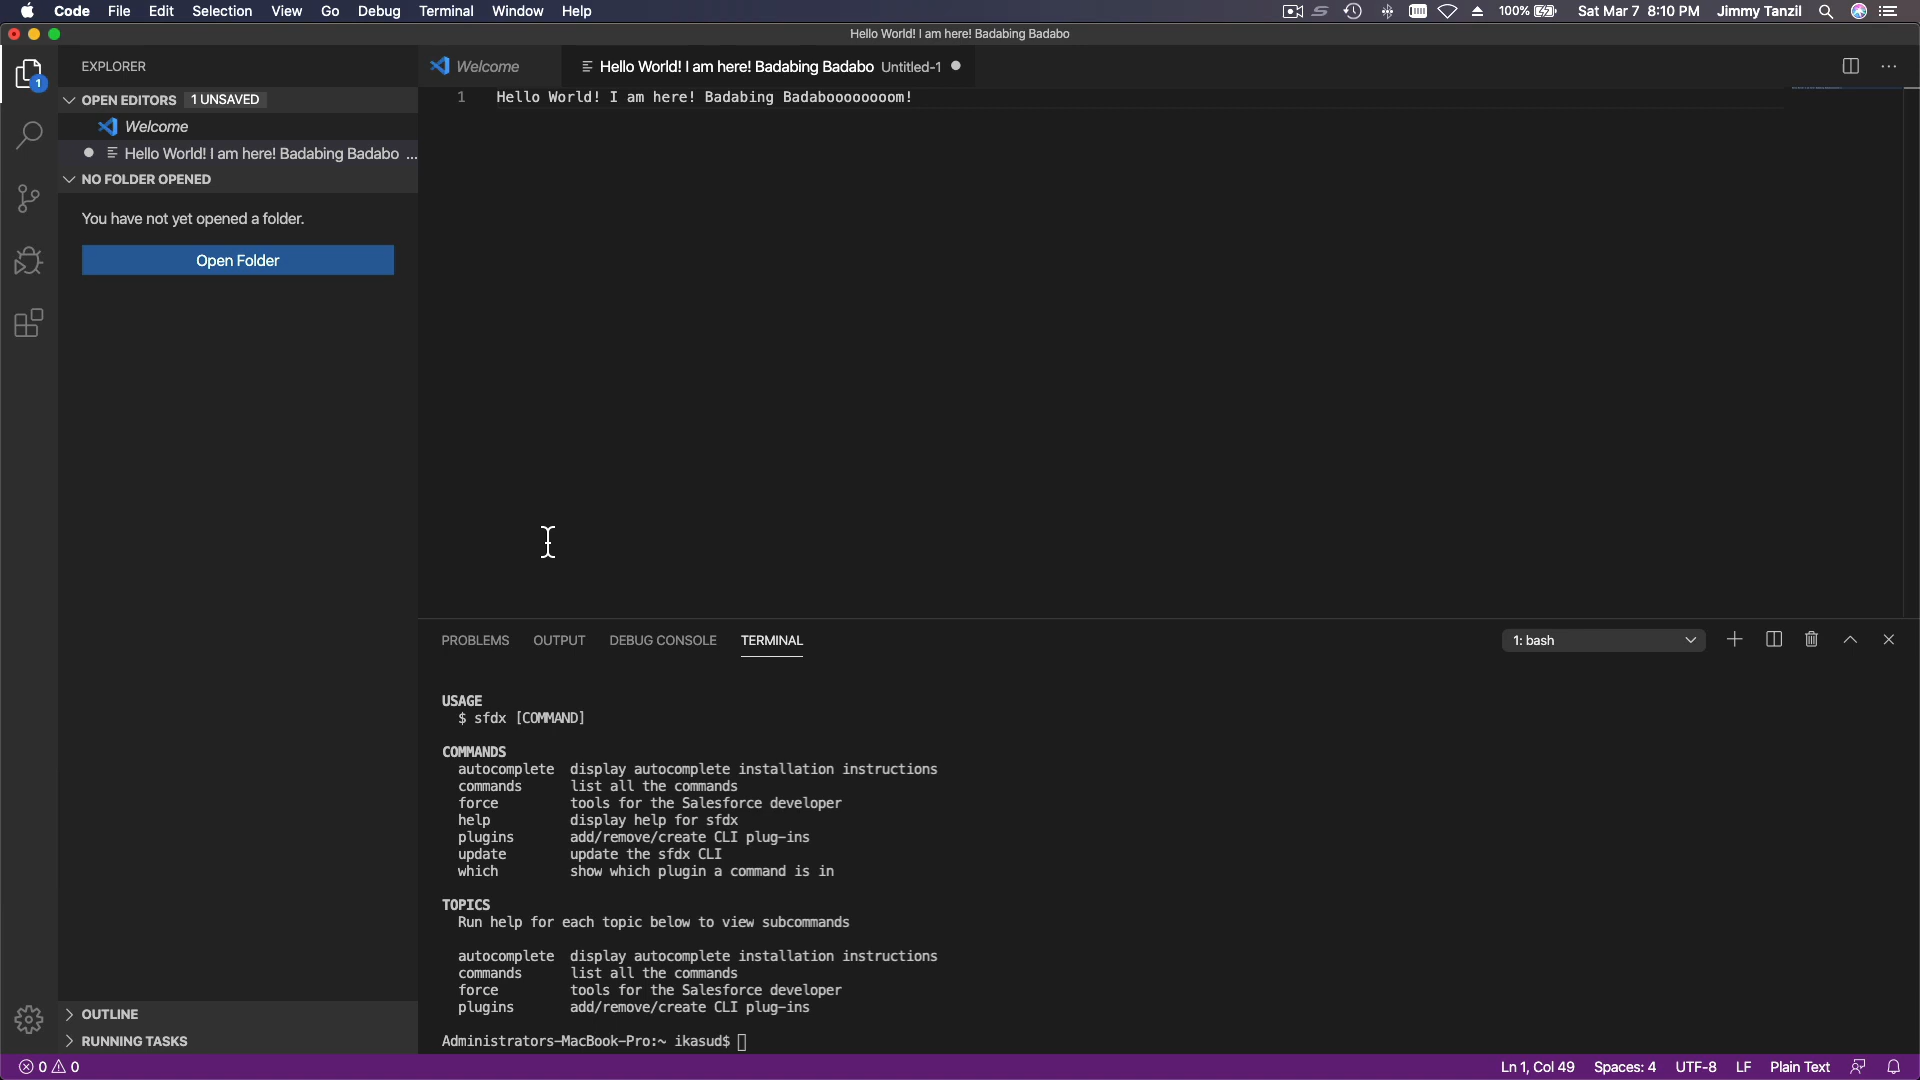 Code File Edit Selection View Go Debug Terminal Window Help
100% Sat Mar 7 8:10 PM Jimmy Tanzil
Hello World! I am here! Badabing Badabo
1
EXPLORER
OPEN EDITORS 1 UNSAVED
Welcome
Hello World! I am here! Badabing Badabo ...
NO FOLDER OPENED
You have not yet opened a folder.
Open Folder
OUTLINE
RUNNING TASKS
Welcome
Hello World! I am here! Badabing Badabo Untitled-1
1 Hello World! I am here! Badabing Badaboooooooom!
PROBLEMS OUTPUT DEBUG CONSOLE TERMINAL
1: bash
USAGE
$ sfdx [COMMAND]
COMMANDS
autocomplete display autocomplete installation instructions
commands list all the commands
force tools for the Salesforce developer
help display help for sfdx
plugins add/remove/create CLI plug-ins
update update the sfdx CLI
which show which plugin a command is in
TOPICS
Run help for each topic below to view subcommands
autocomplete display autocomplete installation instructions
commands list all the commands
force tools for the Salesforce developer
plugins add/remove/create CLI plug-ins
Administrators-MacBook-Pro:~ ikasud$
0 0
Ln 1, Col 49 Spaces: 4 UTF-8 LF Plain Text